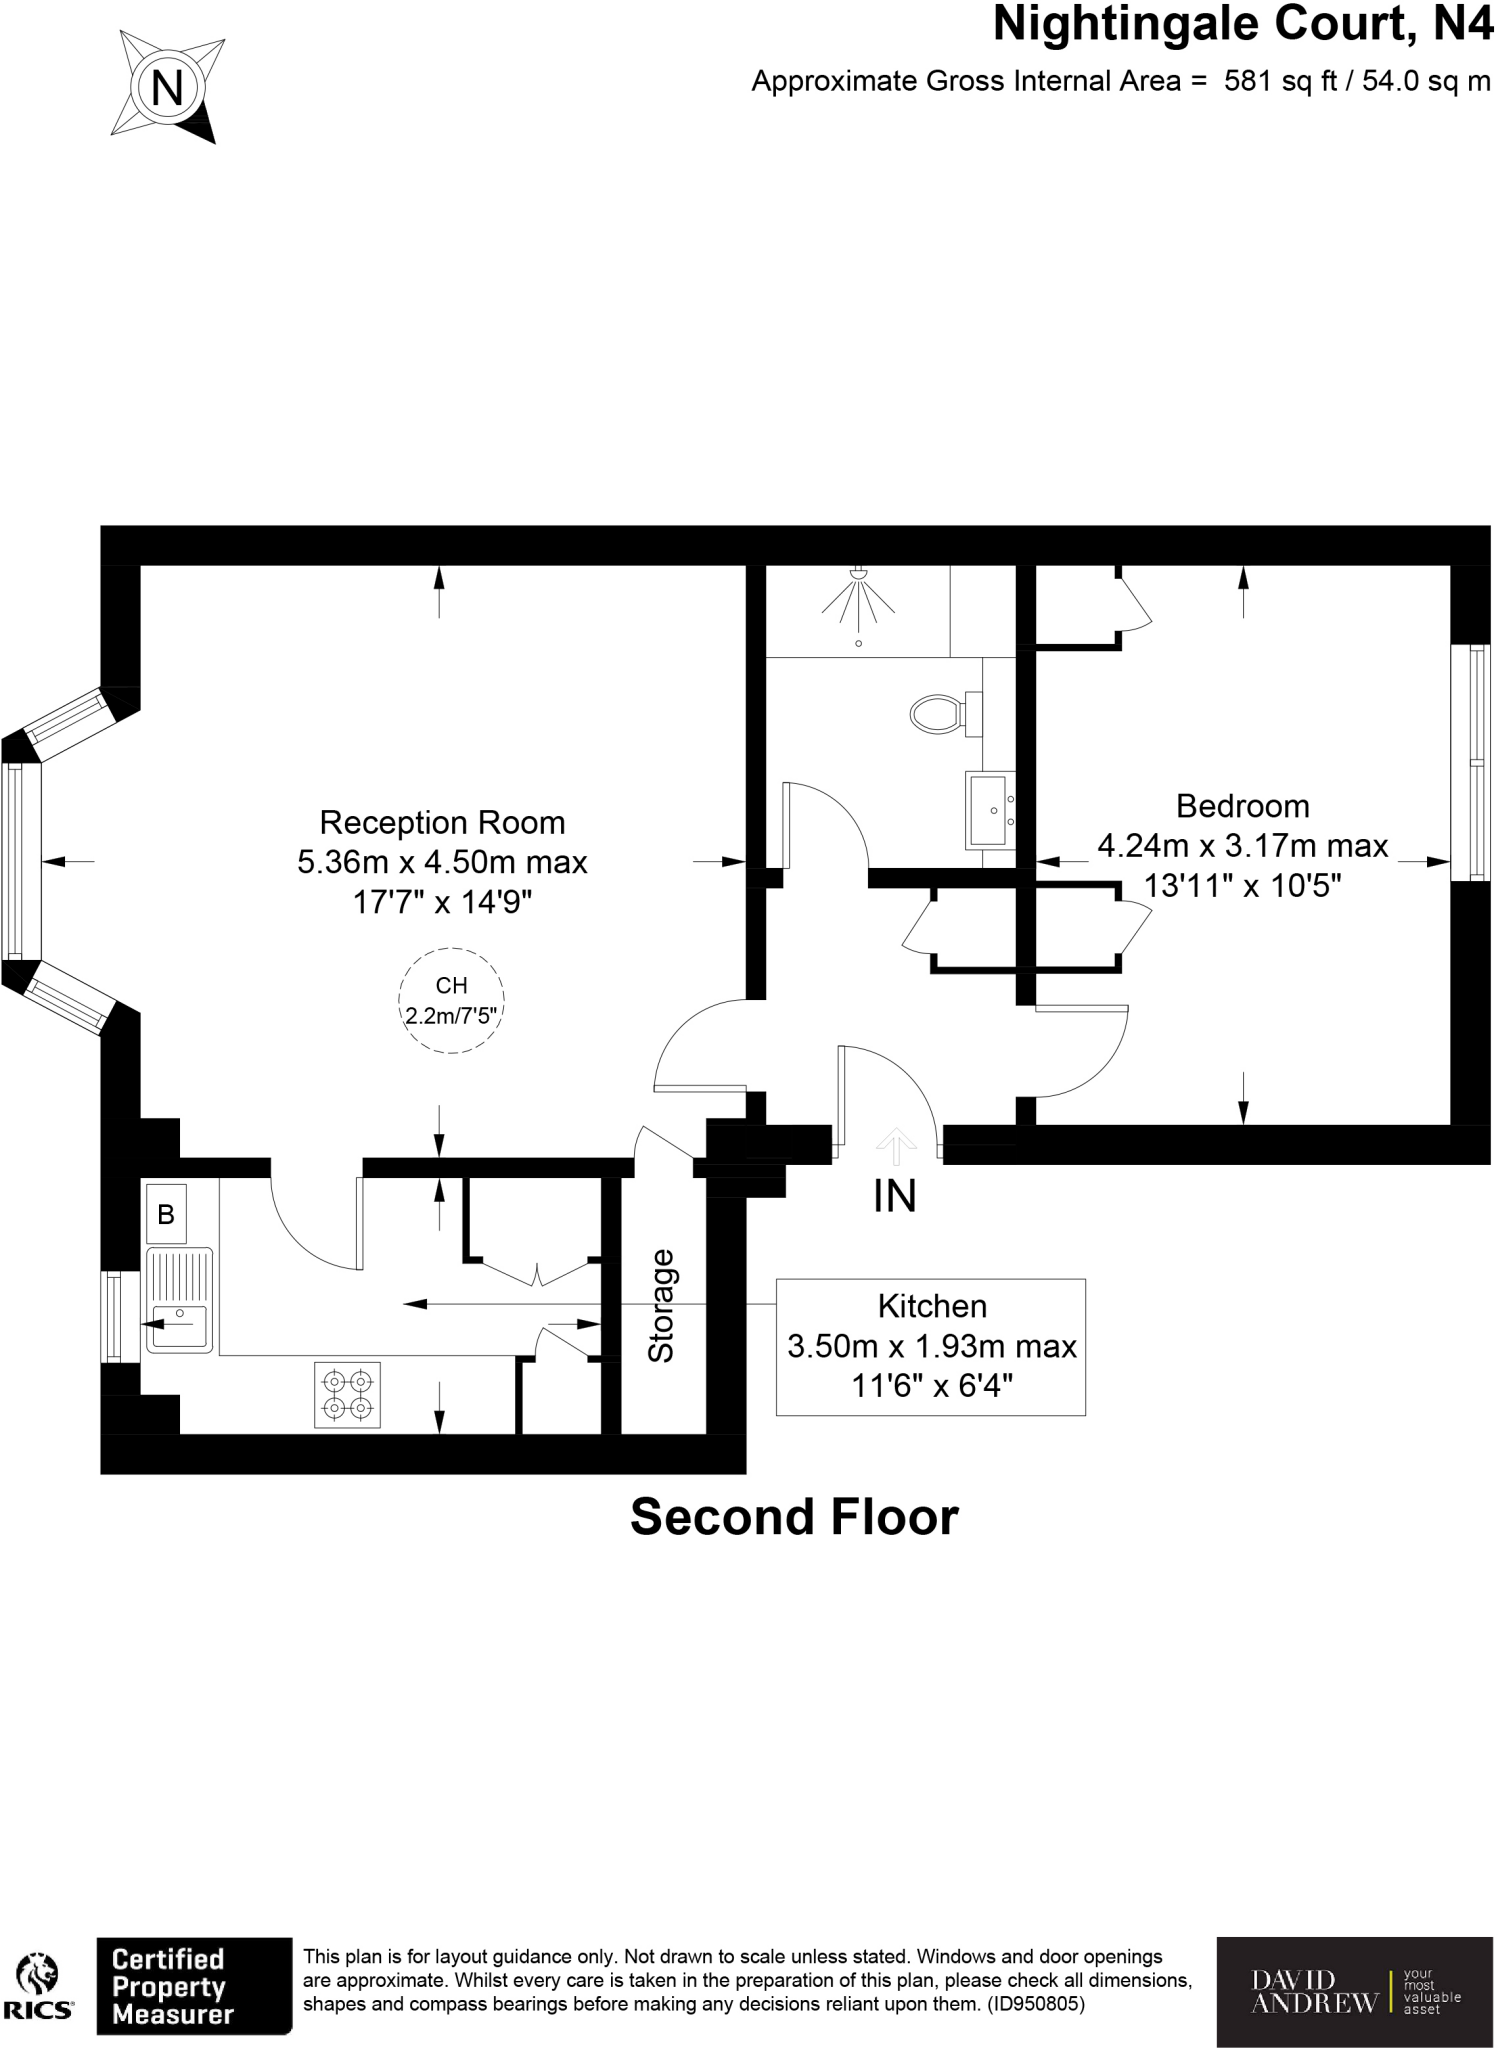 Nightingale Court, N4
Approximate Gross Internal Area = 581 sq ft / 54.0 sq m
N
Reception Room
5.36m x 4.50m max
17'7" x 14'9"
CH
2.2m/7'5"
Bedroom
4.24m x 3.17m max
13'11" x 10'5"
IN
B
Storage
Kitchen
3.50m x 1.93m max
11'6" x 6'4"
Second Floor
RICS
Certified
Property
Measurer
This plan is for layout guidance only. Not drawn to scale unless stated. Windows and door openings
are approximate. Whilst every care is taken in the preparation of this plan, please check all dimensions,
shapes and compass bearings before making any decisions reliant upon them. (ID950805)
DAVID
ANDREW
your
most
valuable
asset